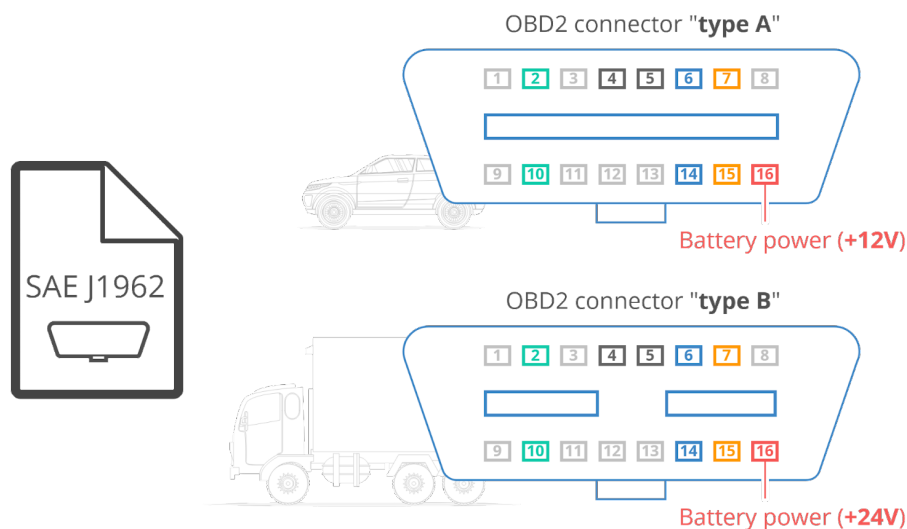 OBD2 connector "type A"
1 2 3 4 5 6 7 8
9 10 11 12 13 14 15 16
Battery power (+12V)
SAE J1962
OBD2 connector "type B"
1 2 3 4 5 6 7 8
9 10 11 12 13 14 15 16
Battery power (+24V)